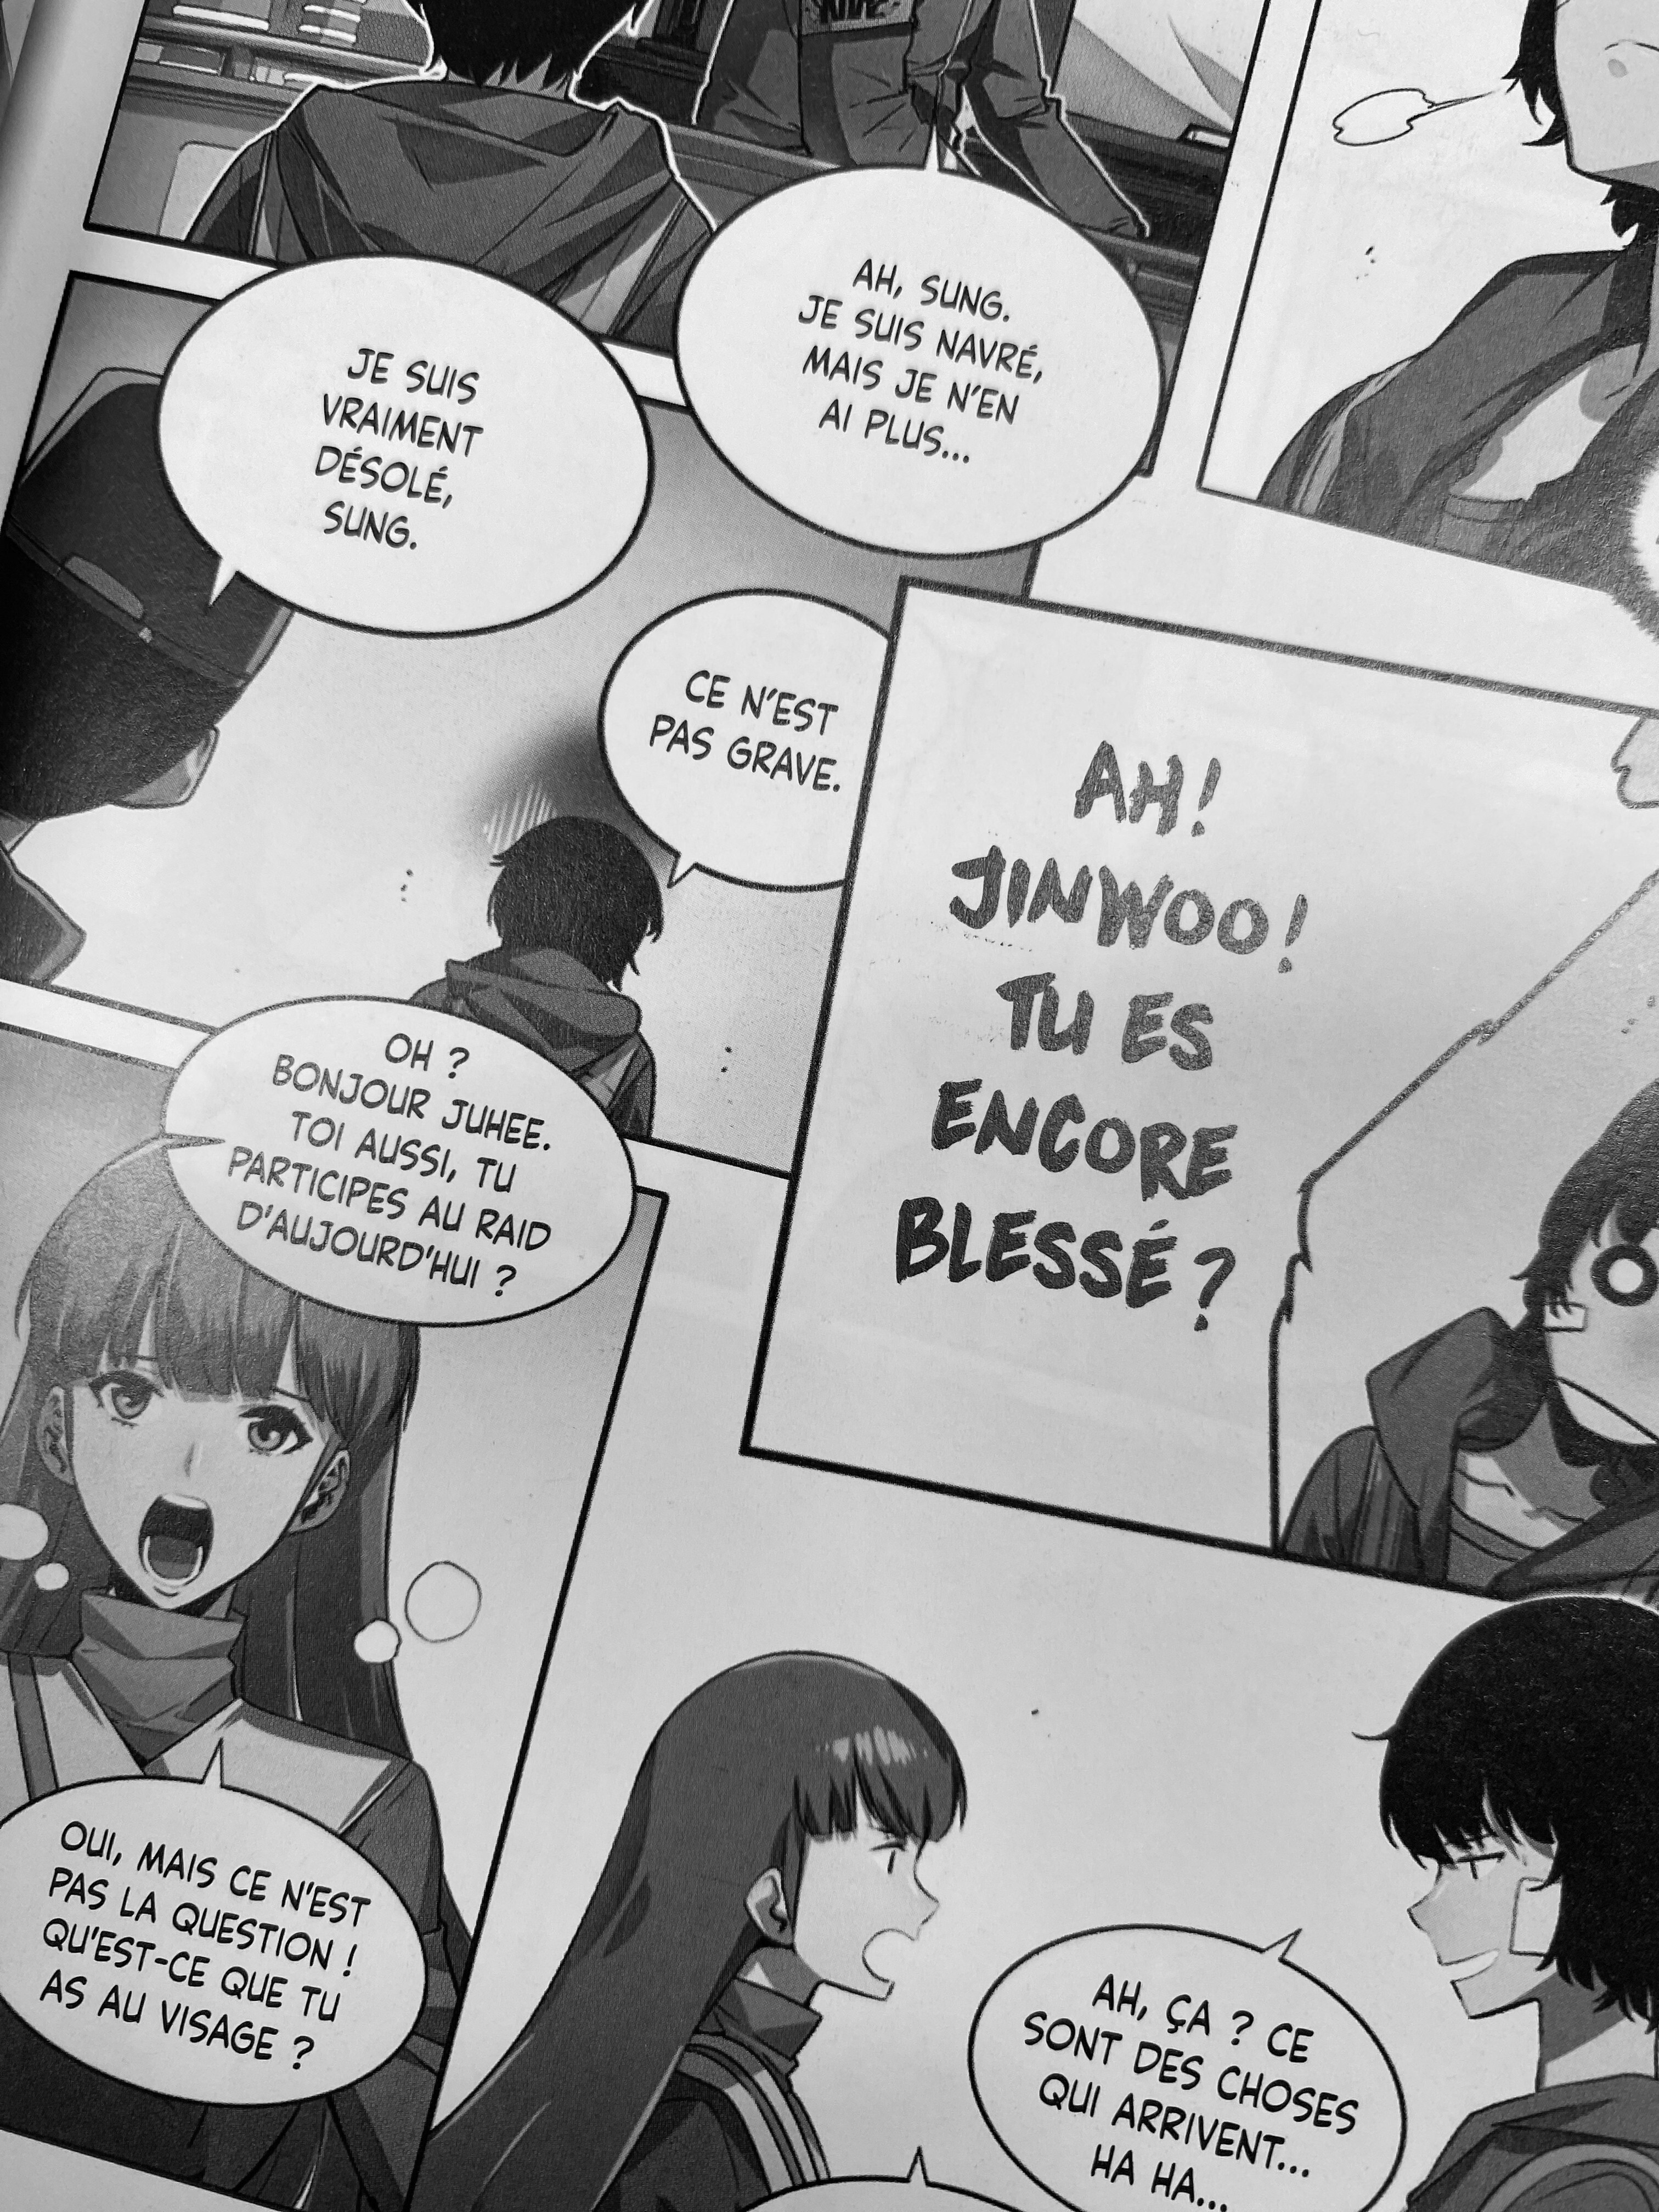 AH, SUNG.
JE SUIS NAVRÉ,
MAIS JE N'EN
AI PLUS...
JE SUIS
VRAIMENT
DÉSOLÉ,
SUNG.
CE N'EST
PAS GRAVE.
AH!
JINWOO!
TU ES
ENCORE
BLESSÉ?
OH ?
BONJOUR JUHEE.
TOI AUSSI, TU
PARTICIPES AU RAID
D'AUJOURD'HUI ?
OUI, MAIS CE N'EST
PAS LA QUESTION !
QU'EST-CE QUE TU
AS AU VISAGE ?
AH, ÇA ? CE
SONT DES CHOSES
QUI ARRIVENT...
HA HA...